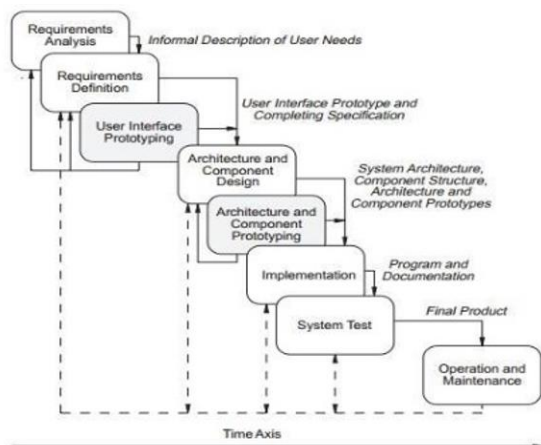 Requirements
Analysis
Informal Description of User Needs
Requirements
Definition
User Interface Prototype and
Completing Specification
User Interface
Prototyping
Architecture and
Component
Design
System Architecture,
Component Structure,
Architecture and
Component Prototypes
Architecture and
Component
Prototyping
Implementation
Program and
Documentation
System Test
Final Product
Operation and
Maintenance
Time Axis